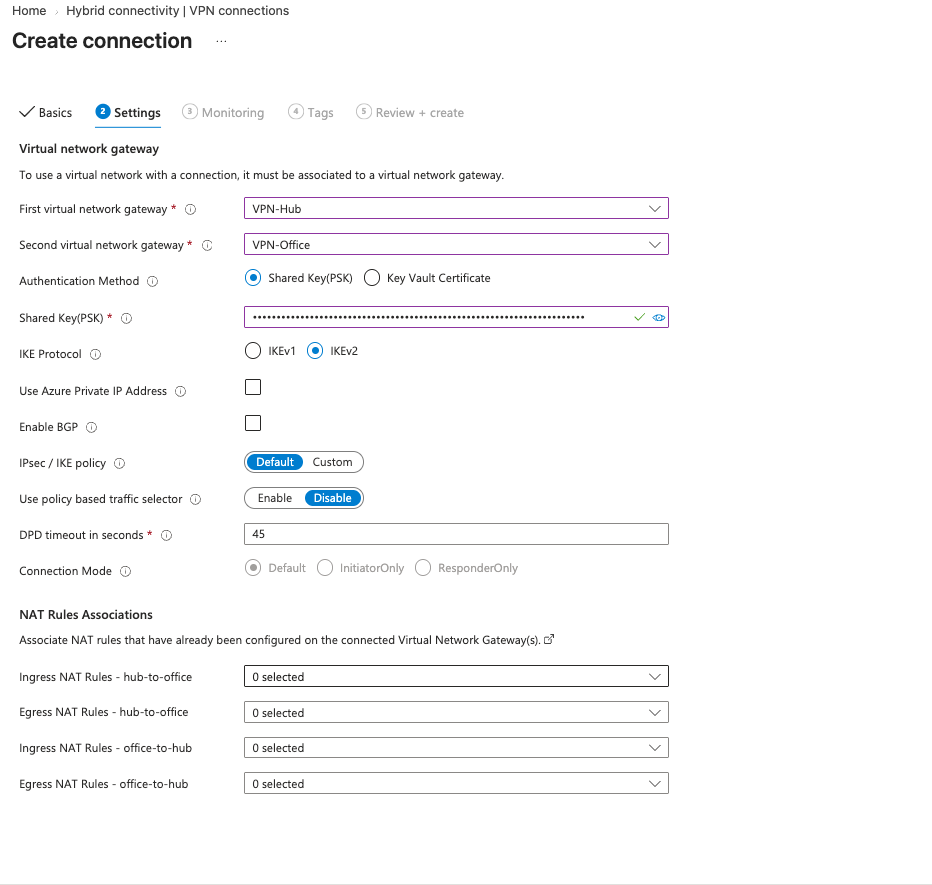 Home › Hybrid connectivity | VPN connections
Create connection ...
Basics 2 Settings 3 Monitoring 4 Tags 5 Review + create
Virtual network gateway
To use a virtual network with a connection, it must be associated to a virtual network gateway.
First virtual network gateway * VPN-Hub
Second virtual network gateway * VPN-Office
Authentication Method Shared Key(PSK) Key Vault Certificate
Shared Key(PSK) *
IKE Protocol IKEv1 IKEv2
Use Azure Private IP Address
Enable BGP
IPsec / IKE policy Default Custom
Use policy based traffic selector Enable Disable
DPD timeout in seconds * 45
Connection Mode Default InitiatorOnly ResponderOnly
NAT Rules Associations
Associate NAT rules that have already been configured on the connected Virtual Network Gateway(s).
Ingress NAT Rules - hub-to-office 0 selected
Egress NAT Rules - hub-to-office 0 selected
Ingress NAT Rules - office-to-hub 0 selected
Egress NAT Rules - office-to-hub 0 selected